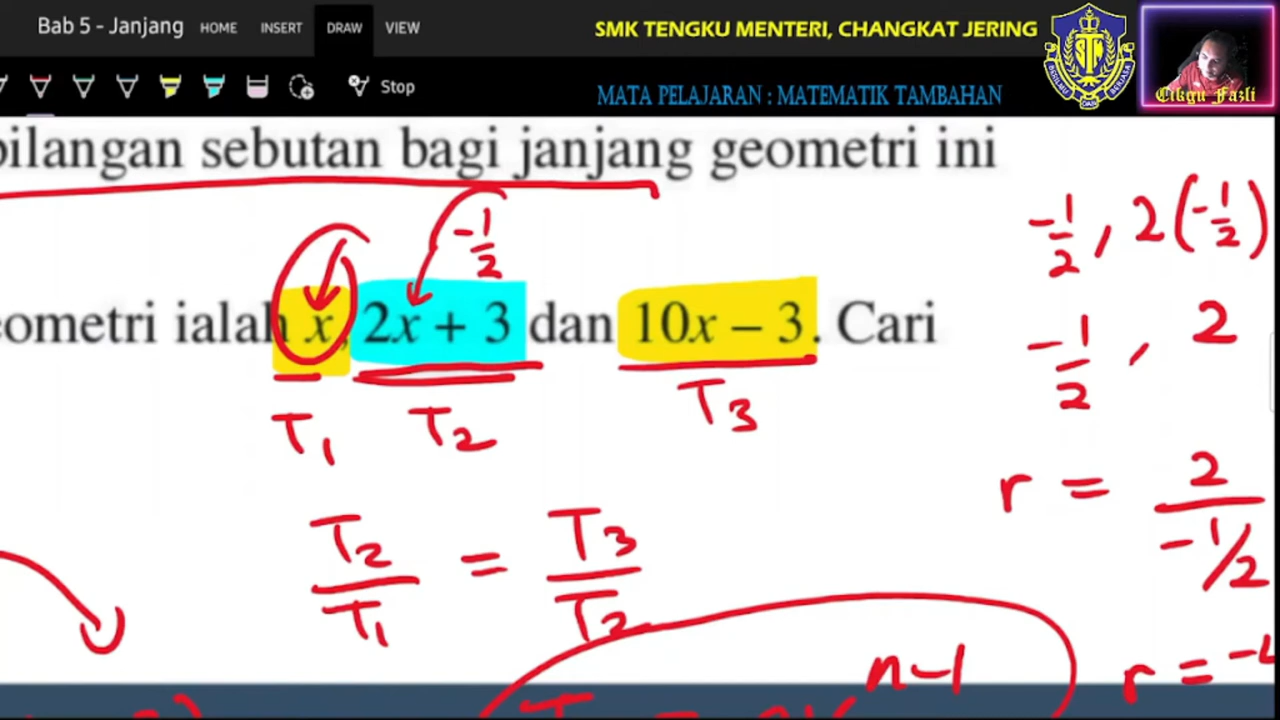 Bab 5 - Janjang HOME INSERT DRAW VIEW
SMK TENGKU MENTERI, CHANGKAT JERING
Stop
MATA PELAJARAN : MATEMATIK TAMBAHAN
Cikgu Fazli
bilangan sebutan bagi janjang geometri ini
-1/2
-1/2 , 2(-1/2)
eometri ialah x, 2x + 3 dan 10x – 3. Cari
-1/2 , 2
T1 T2 T3
r = 2/-1/2
T2/T1 = T3/T2
n-1
r = -4